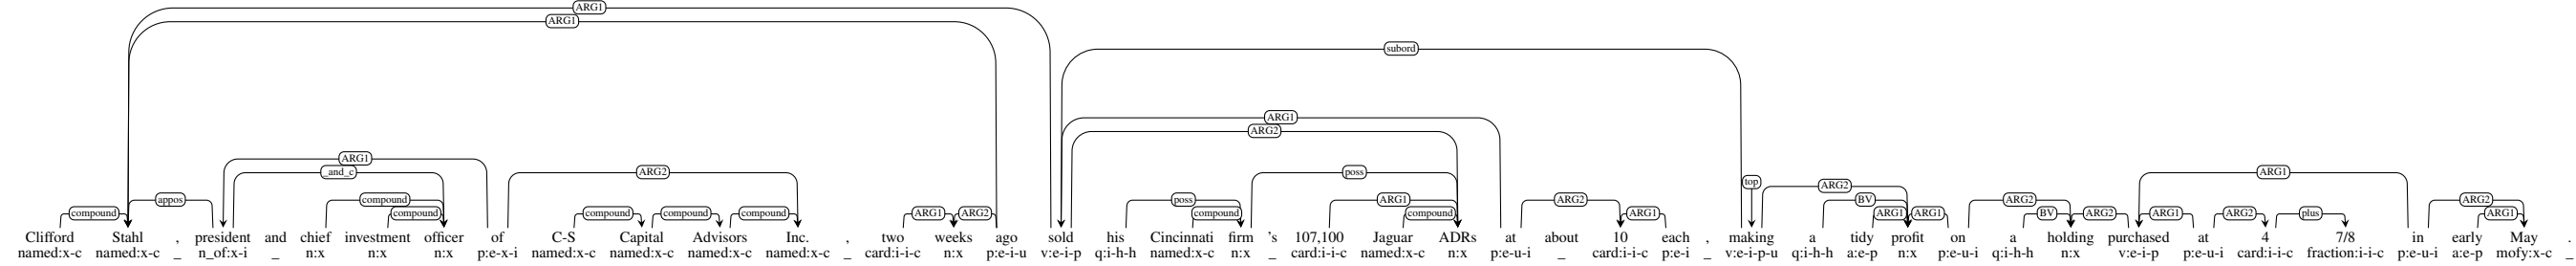 ARG1
ARG1
subord
ARG1
ARG2
ARG1 ARG1
_and_c ARG2 poss
top
ARG2
appos compound poss ARG1 ARG2 BV ARG2 ARG2
compound compound compound compound compound ARG1 ARG2 compound compound ARG1 ARG1 ARG1 BV ARG2 ARG1 ARG2 plus ARG1
Clifford Stahl , president and chief investment officer of C-S Capital Advisors Inc. , two weeks ago sold his Cincinnati firm 's 107,100 Jaguar ADRs at about 10 each , making a tidy profit on a holding purchased at 4 7/8 in early May .
named:x-c named:x-c _ n_of:x-i _ n:x n:x n:x p:e-x-i named:x-c named:x-c named:x-c named:x-c _ card:i-i-c n:x p:e-i-u v:e-i-p q:i-h-h named:x-c n:x _ card:i-i-c named:x-c n:x p:e-u-i _ card:i-i-c p:e-i _ v:e-i-p-u q:i-h-h a:e-p n:x p:e-u-i q:i-h-h n:x v:e-i-p p:e-u-i card:i-i-c fraction:i-i-c p:e-u-i a:e-p mofy:x-c _